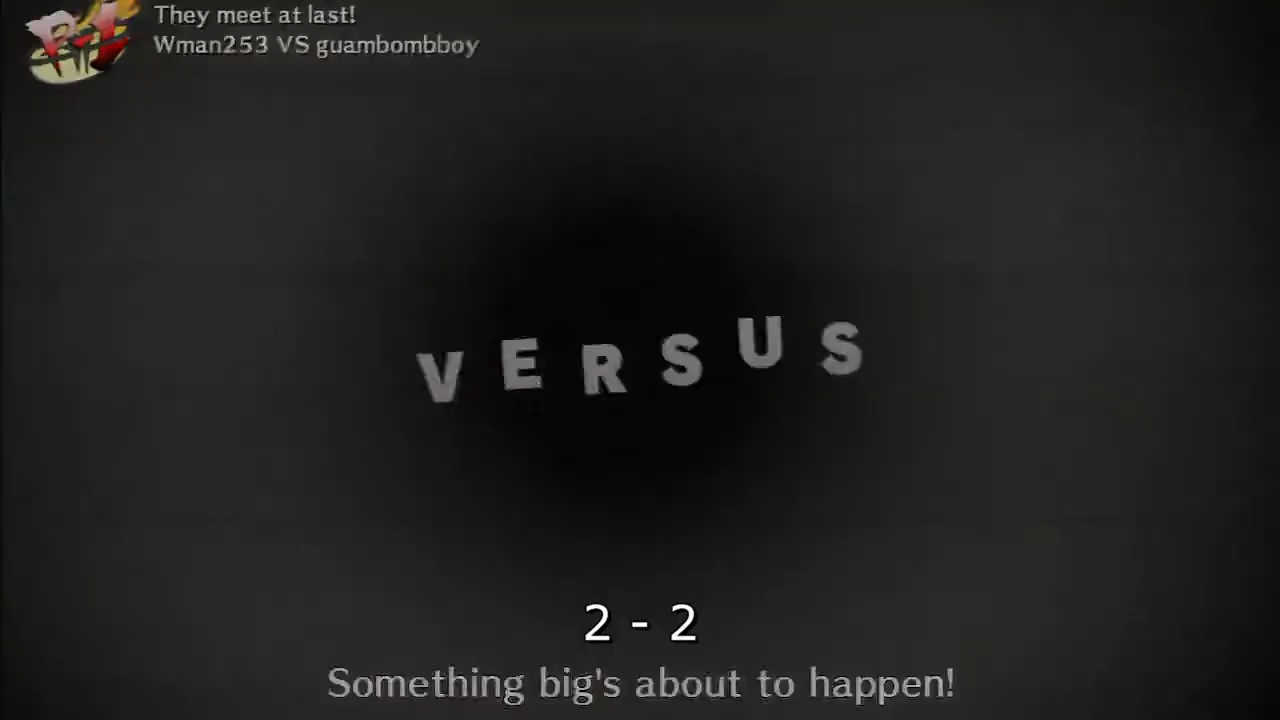 They meet at last!
Wman253 VS guambombboy
VERSUS
2 - 2
Something big's about to happen!